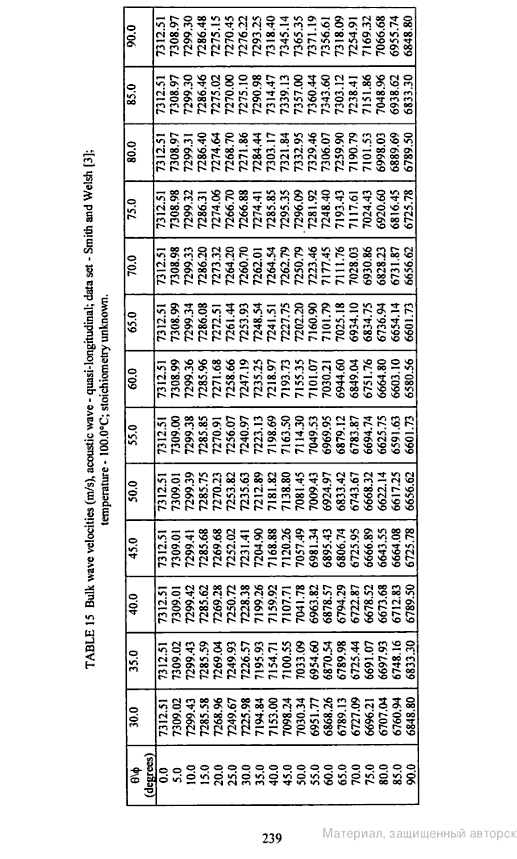 TABLE 15 Bulk wave velocities (m/s), acoustic wave - quasi-longitudinal; data set - Smith and Welsh [3];
temperature - 100.0°C; stoichiometry unknown.
θ\φ (degrees) 30.0 35.0 40.0 45.0 50.0 55.0 60.0 65.0 70.0 75.0 80.0 85.0 90.0
0.0 7312.51 7312.51 7312.51 7312.51 7312.51 7312.51 7312.51 7312.51 7312.51 7312.51 7312.51 7312.51 7312.51
5.0 7309.02 7309.02 7309.01 7309.01 7309.01 7309.00 7308.99 7308.99 7308.98 7308.98 7308.97 7308.97 7308.97
10.0 7299.43 7299.43 7299.42 7299.41 7299.39 7299.38 7299.36 7299.34 7299.33 7299.32 7299.31 7299.30 7299.30
15.0 7285.58 7285.59 7285.62 7285.68 7285.75 7285.85 7285.96 7286.08 7286.20 7286.31 7286.40 7286.46 7286.48
20.0 7268.96 7269.04 7269.28 7269.68 7270.23 7270.91 7271.68 7272.51 7273.32 7274.06 7274.64 7275.02 7275.15
25.0 7249.67 7249.93 7250.72 7252.02 7253.82 7256.07 7258.66 7261.44 7264.20 7266.70 7268.70 7270.00 7270.45
30.0 7225.98 7226.57 7228.38 7231.41 7235.63 7240.97 7247.19 7253.93 7260.70 7266.88 7271.86 7275.10 7276.22
35.0 7194.84 7195.93 7199.26 7204.90 7212.89 7223.13 7235.25 7248.54 7262.01 7274.41 7284.44 7290.98 7293.25
40.0 7153.00 7154.71 7159.92 7168.88 7181.82 7198.69 7218.97 7241.51 7264.54 7285.85 7303.17 7314.47 7318.40
45.0 7098.24 7100.55 7107.71 7120.26 7138.80 7163.50 7193.73 7227.75 7262.79 7295.35 7321.84 7339.13 7345.14
50.0 7030.34 7033.09 7041.78 7057.49 7081.45 7114.30 7155.35 7202.20 7250.79 7296.09 7332.95 7357.00 7365.35
55.0 6951.77 6954.60 6963.82 6981.34 7009.43 7049.53 7101.07 7160.90 7223.46 7281.92 7329.46 7360.44 7371.19
60.0 6868.26 6870.54 6878.57 6895.43 6924.97 6969.95 7030.21 7101.79 7177.45 7248.40 7306.07 7343.60 7356.61
65.0 6789.13 6789.98 6794.29 6806.74 6833.42 6879.12 6944.60 7025.18 7111.76 7193.43 7259.90 7303.12 7318.09
70.0 6727.09 6725.44 6722.87 6725.95 6743.67 6783.87 6849.04 6934.10 7028.03 7117.61 7190.79 7238.41 7254.91
75.0 6696.21 6691.07 6678.52 6666.89 6668.32 6694.74 6751.76 6834.75 6930.86 7024.43 7101.53 7151.86 7169.32
80.0 6707.04 6697.93 6673.68 6643.55 6622.14 6625.75 6664.80 6736.94 6828.23 6920.60 6998.03 7048.96 7066.68
85.0 6760.94 6748.16 6712.83 6664.08 6617.25 6591.63 6603.10 6654.14 6731.87 6816.45 6889.69 6938.62 6955.74
90.0 6848.80 6833.30 6789.50 6725.78 6656.62 6601.73 6580.56 6601.73 6656.62 6725.78 6789.50 6833.30 6848.80
239
Материал, защищенный авторск